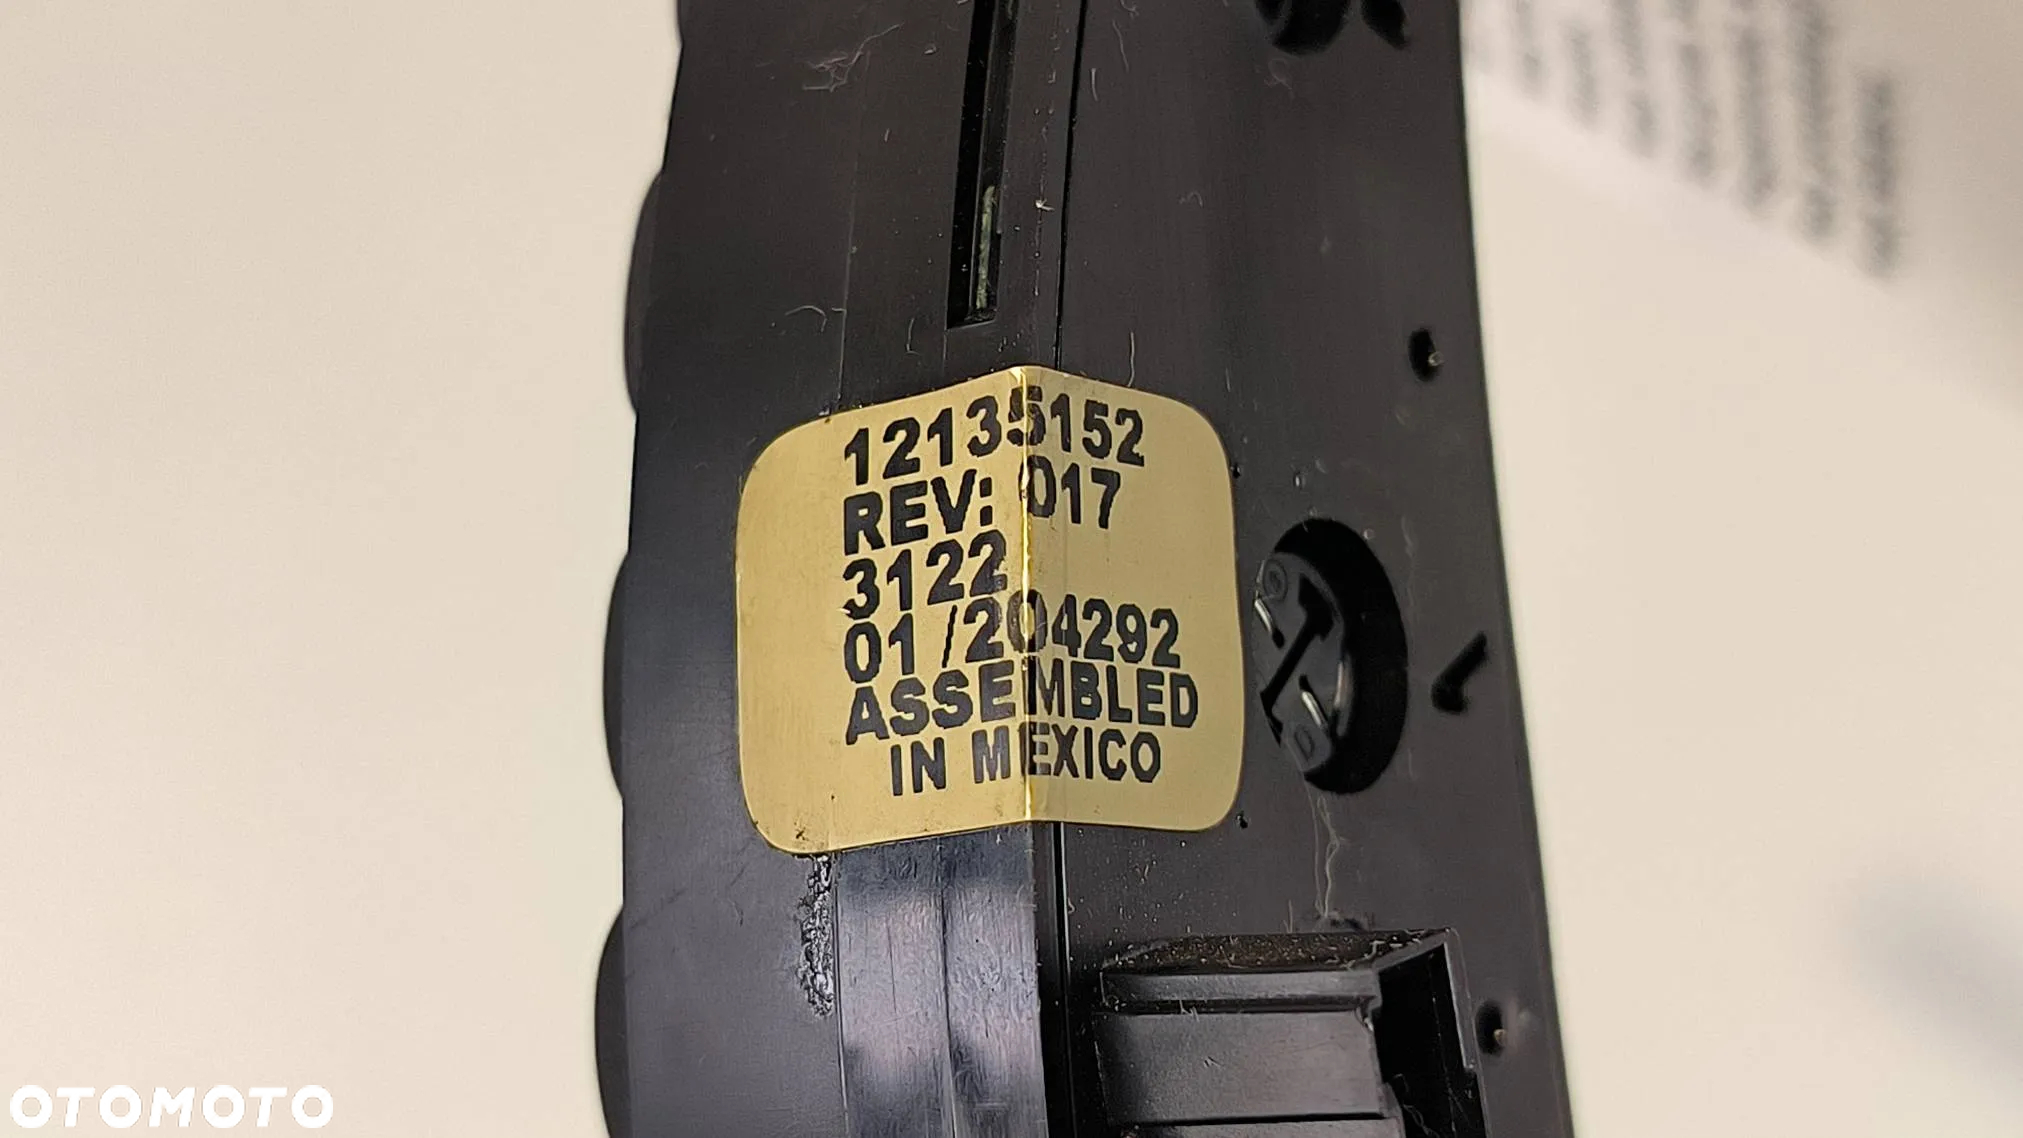 12135152
REV: 017
3122
01/204292
ASSEMBLED
IN MEXICO
OTOMOTO